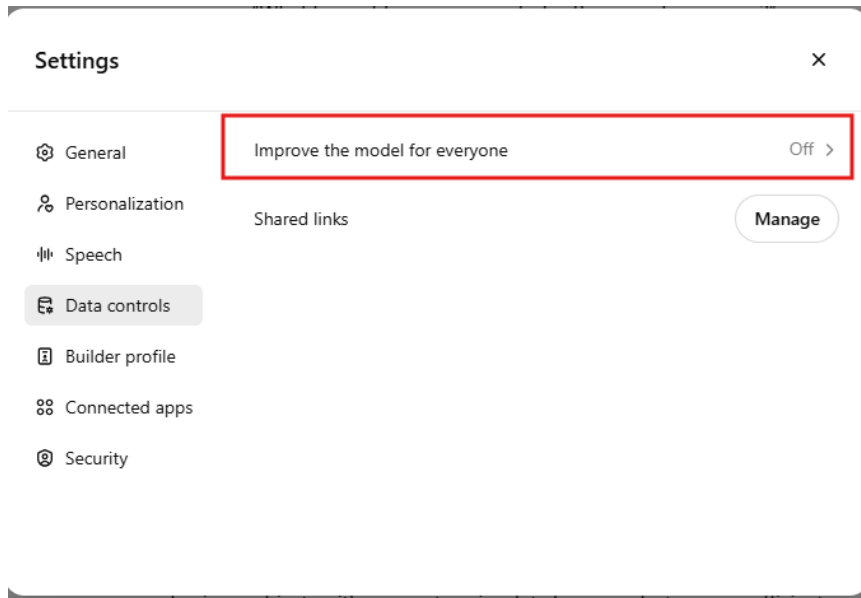 Settings
General
Personalization
Speech
Data controls
Builder profile
Connected apps
Security
Improve the model for everyone Off
Shared links Manage